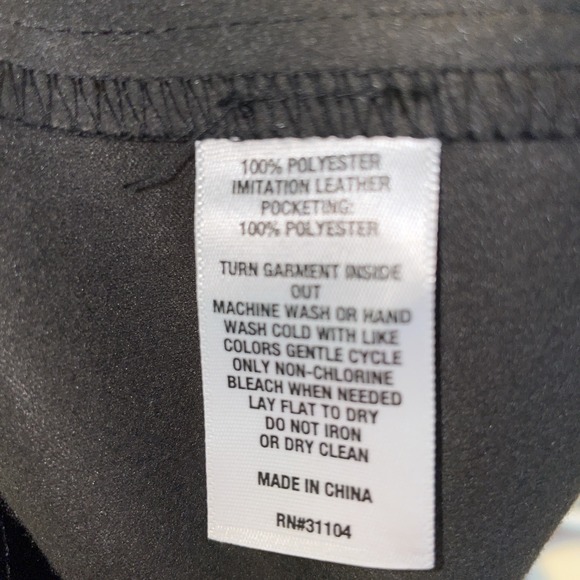 100% POLYESTER
IMITATION LEATHER
POCKETING:
100% POLYESTER
TURN GARMENT INSIDE
OUT
MACHINE WASH OR HAND
WASH COLD WITH LIKE
COLORS GENTLE CYCLE
ONLY NON-CHLORINE
BLEACH WHEN NEEDED
LAY FLAT TO DRY
DO NOT IRON
OR DRY CLEAN
MADE IN CHINA
RN#31104